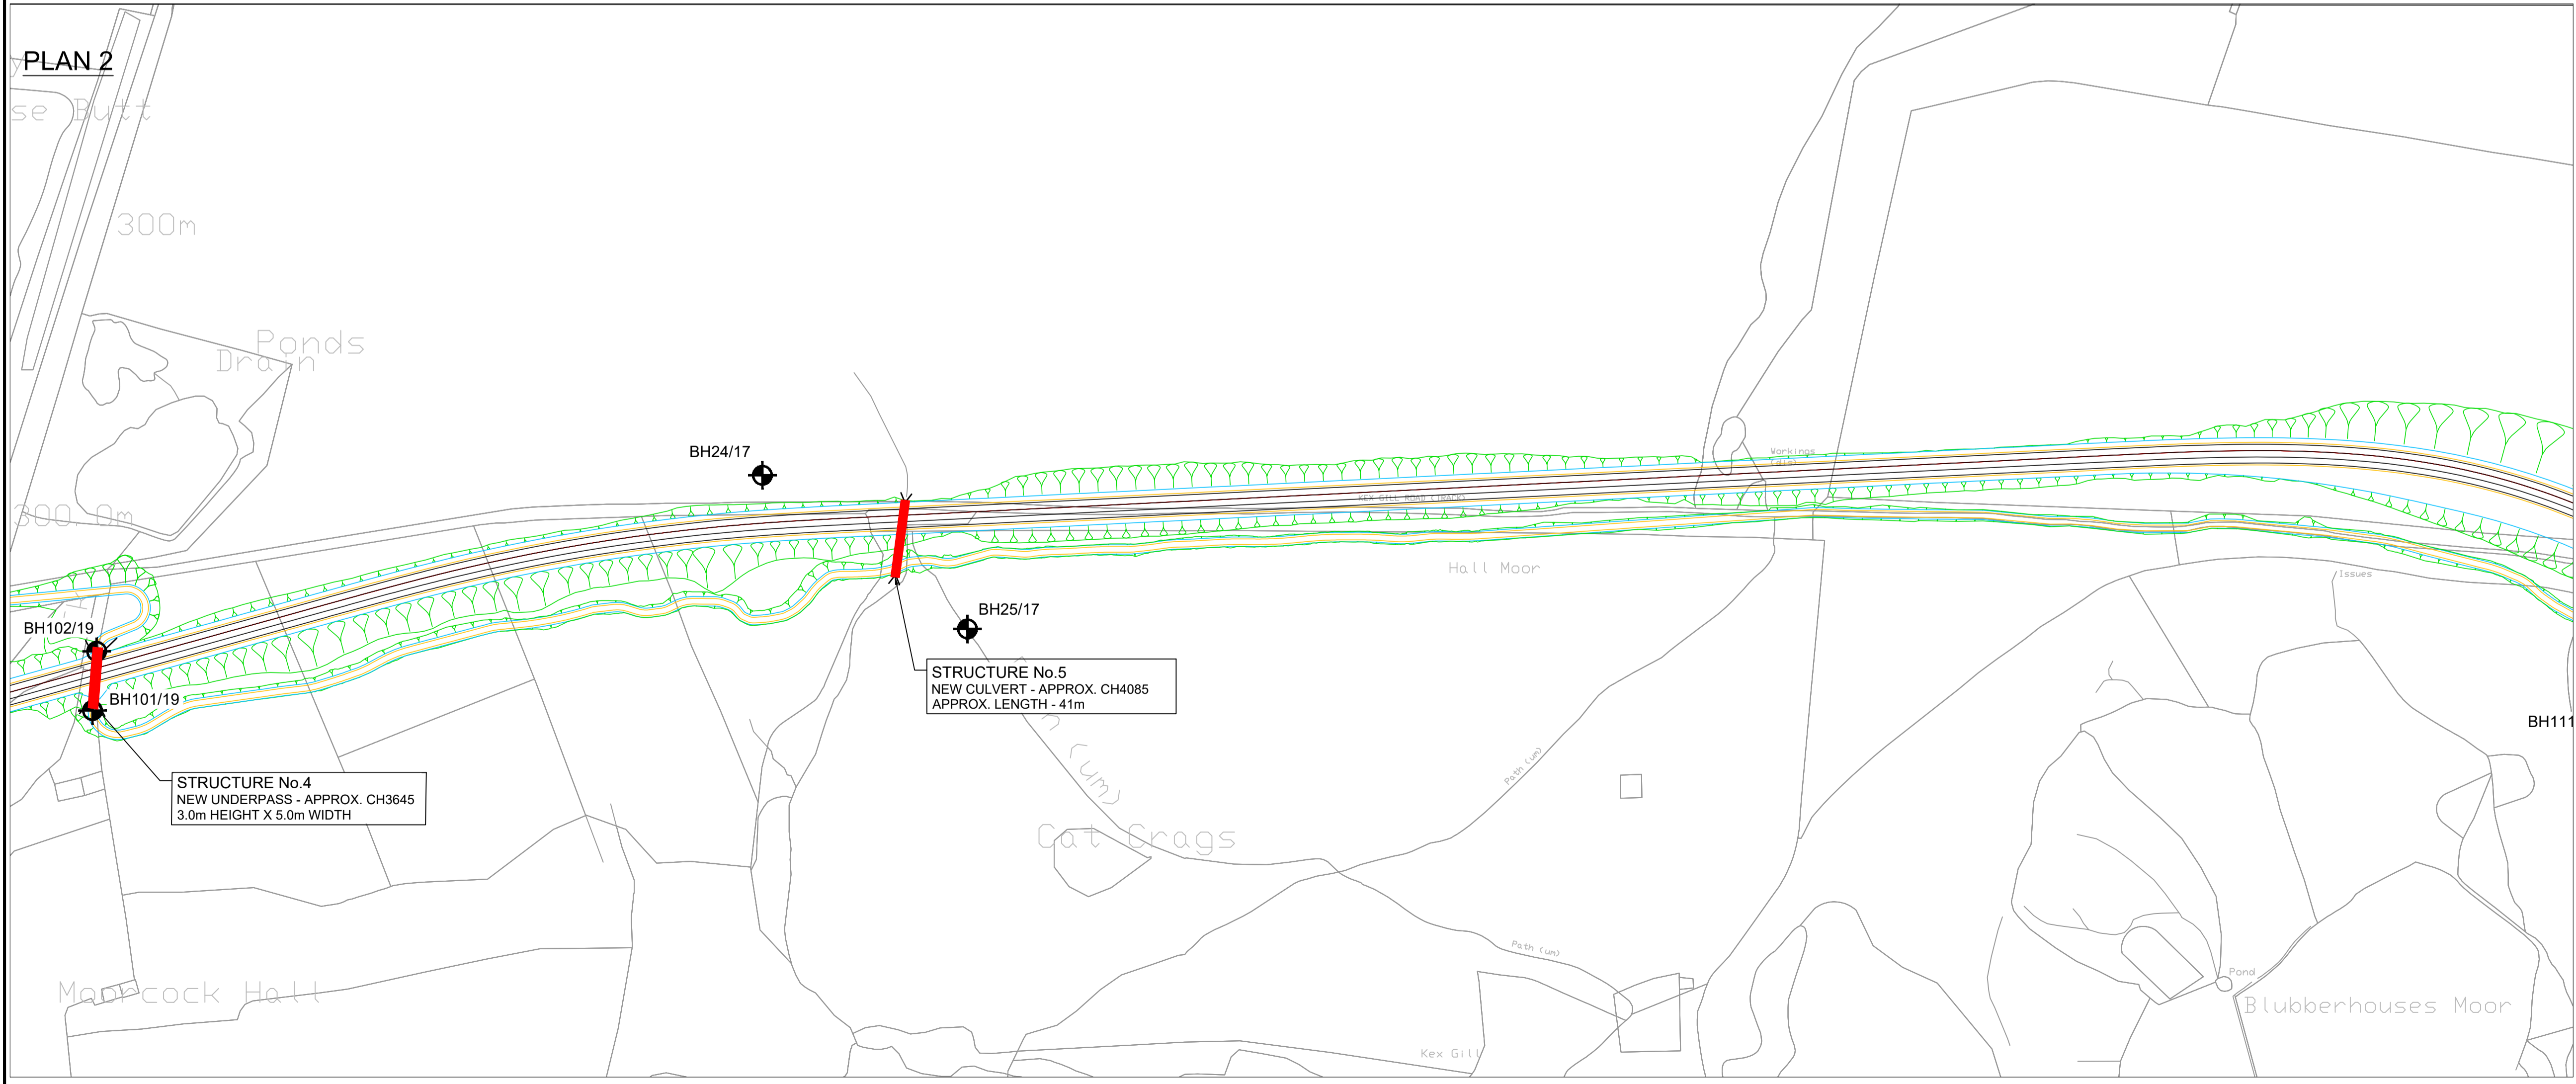 PLAN 2
se Butt
300m
Ponds
Drain
300.0m
BH24/17
BH102/19
BH101/19
BH25/17
STRUCTURE No.5
NEW CULVERT - APPROX. CH4085
APPROX. LENGTH - 41m
STRUCTURE No.4
NEW UNDERPASS - APPROX. CH3645
3.0m HEIGHT X 5.0m WIDTH
KEX GILL ROAD (TRACK)
Workings
(dis)
Hall Moor
Issues
BH111
(um)
Path (um)
Cat Crags
Path (um)
Moorcock Hall
Kex Gill
Pond
Blubberhouses Moor